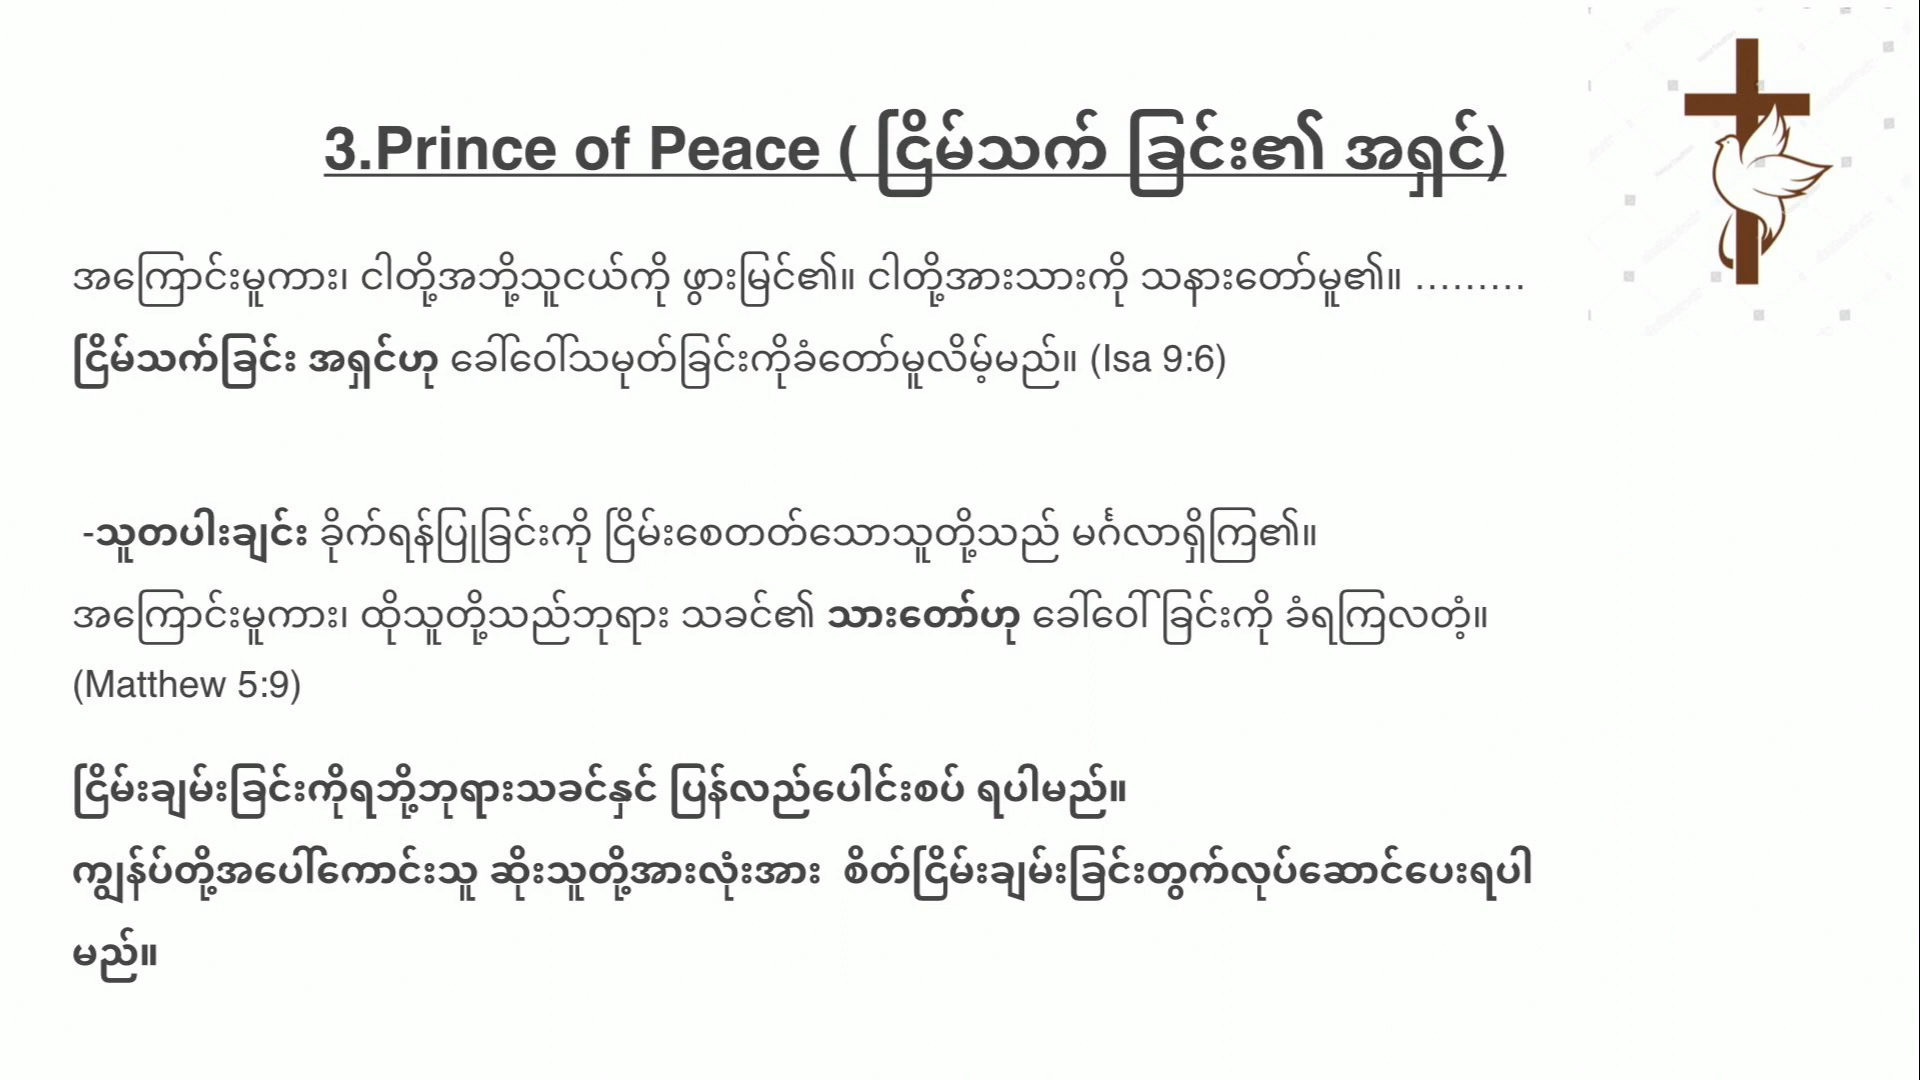 3.Prince of Peace ( ငြိမ်သက် ခြင်း၏ အရှင်)
အကြောင်းမူကား၊ ငါတို့အဘို့သူငယ်ကို ဖွားမြင်၏။ ငါတို့အားသားကို သနားတော်မူ၏။ ………
ငြိမ်သက်ခြင်း အရှင်ဟု ခေါ်ဝေါ်သမုတ်ခြင်းကိုခံတော်မူလိမ့်မည်။ (Isa 9:6)
-သူတပါးချင်း ခိုက်ရန်ပြုခြင်းကို ငြိမ်းစေတတ်သောသူတို့သည် မင်္ဂလာရှိကြ၏။
အကြောင်းမူကား၊ ထိုသူတို့သည်ဘုရား သခင်၏ သားတော်ဟု ခေါ်ဝေါ်ခြင်းကို ခံရကြလတံ့။
(Matthew 5:9)
ငြိမ်းချမ်းခြင်းကိုရဘို့ဘုရားသခင်နှင် ပြန်လည်ပေါင်းစပ် ရပါမည်။
ကျွန်ပ်တို့အပေါ်ကောင်းသူ ဆိုးသူတို့အားလုံးအား စိတ်ငြိမ်းချမ်းခြင်းတွက်လုပ်ဆောင်ပေးရပါ
မည်။